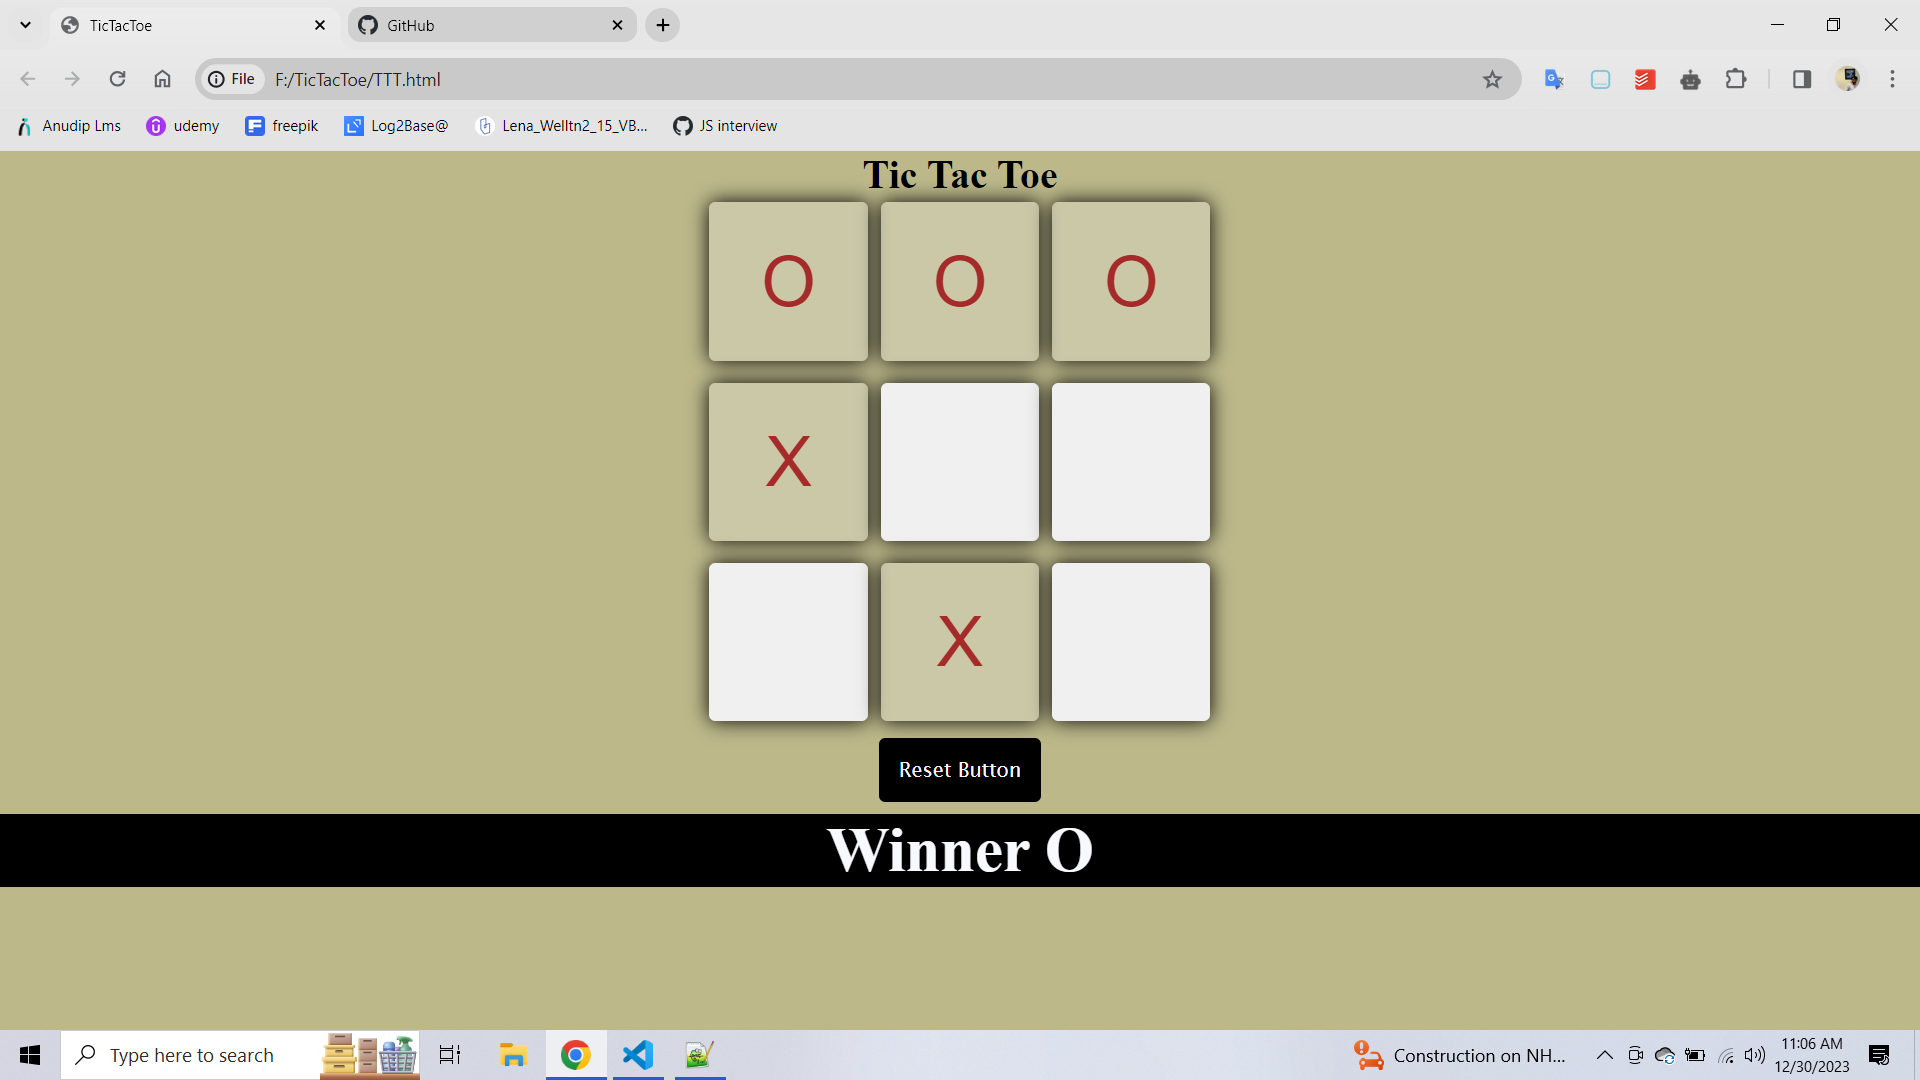 TicTacToe
GitHub
File
F:/TicTacToe/TTT.html
Anudip Lms
udemy
freepik
Log2Base@
Lena_Welltn2_15_VB...
JS interview
Tic Tac Toe
O O O
X
X
Reset Button
Winner O
Type here to search
Construction on NH...
11:06 AM
12/30/2023